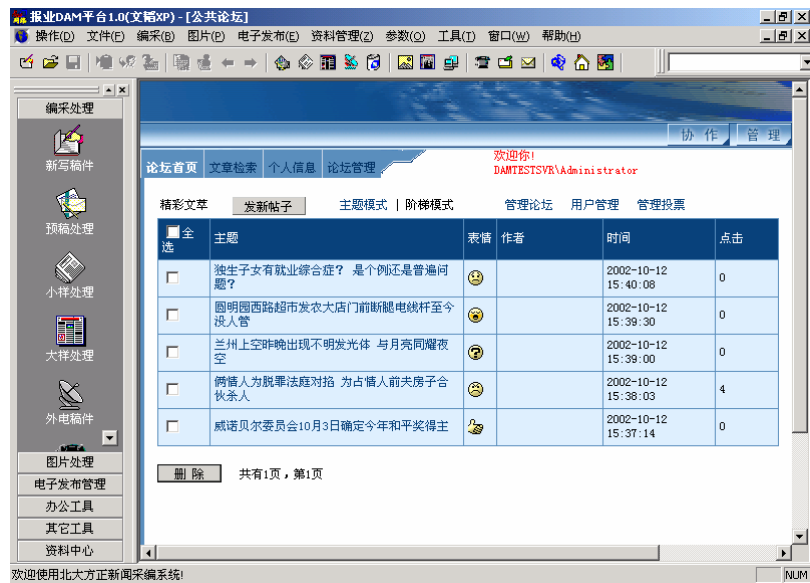 报业DAM平台1.0(文韬XP) - [公共论坛]
操作(D) 文件(F) 编采(B) 图片(P) 电子发布(E) 资料管理(Z) 参数(O) 工具(T) 窗口(W) 帮助(H)
编采处理
新写稿件
预稿处理
小样处理
大样处理
外电稿件
图片处理
电子发布管理
办公工具
其它工具
资料中心
协 作 管 理
论坛首页 文章检索 个人信息 论坛管理
欢迎你!
DAMTESTSVR\Administrator
精彩文萃 发新帖子 主题模式 | 阶梯模式 管理论坛 用户管理 管理投票
全选 主题 表情 作者 时间 点击
独生子女有就业综合症? 是个例还是普遍问
题?
2002-10-12
15:40:08
0
圆明园西路超市发农大店门前断腿电线杆至今
没人管
2002-10-12
15:39:30
0
兰州上空昨晚出现不明发光体 与月亮同耀夜
空
2002-10-12
15:39:00
0
俩情人为脱罪法庭对掐 为占情人前夫房子合
伙杀人
2002-10-12
15:38:03
4
威诺贝尔委员会10月3日确定今年和平奖得主
2002-10-12
15:37:14
0
删 除 共有1页,第1页
欢迎使用北大方正新闻采编系统!
NUM